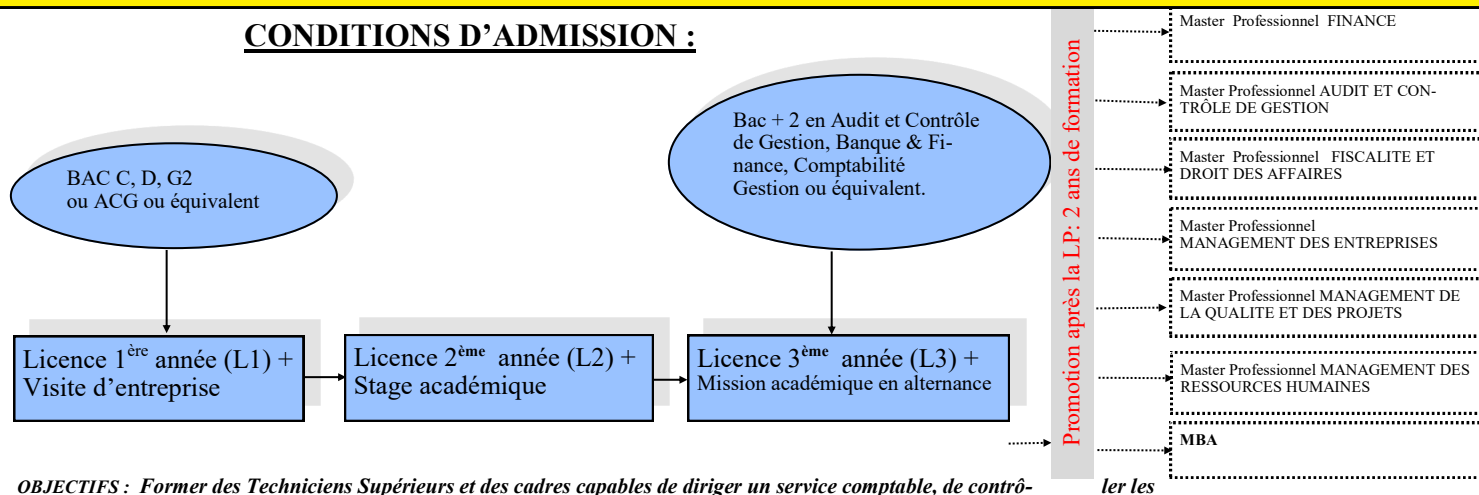 CONDITIONS D’ADMISSION :
BAC C, D, G2
ou ACG ou équivalent
Bac + 2 en Audit et Contrôle
de Gestion, Banque & Fi-
nance, Comptabilité
Gestion ou équivalent.
Licence 1ère année (L1) +
Visite d’entreprise
Licence 2ème année (L2) +
Stage académique
Licence 3ème année (L3) +
Mission académique en alternance
Promotion après la LP: 2 ans de formation
Master Professionnel FINANCE
Master Professionnel AUDIT ET CON-
TRÔLE DE GESTION
Master Professionnel FISCALITE ET
DROIT DES AFFAIRES
Master Professionnel
MANAGEMENT DES ENTREPRISES
Master Professionnel MANAGEMENT DE
LA QUALITE ET DES PROJETS
Master Professionnel MANAGEMENT DES
RESSOURCES HUMAINES
MBA
OBJECTIFS : Former des Techniciens Supérieurs et des cadres capables de diriger un service comptable, de contrô- ler les